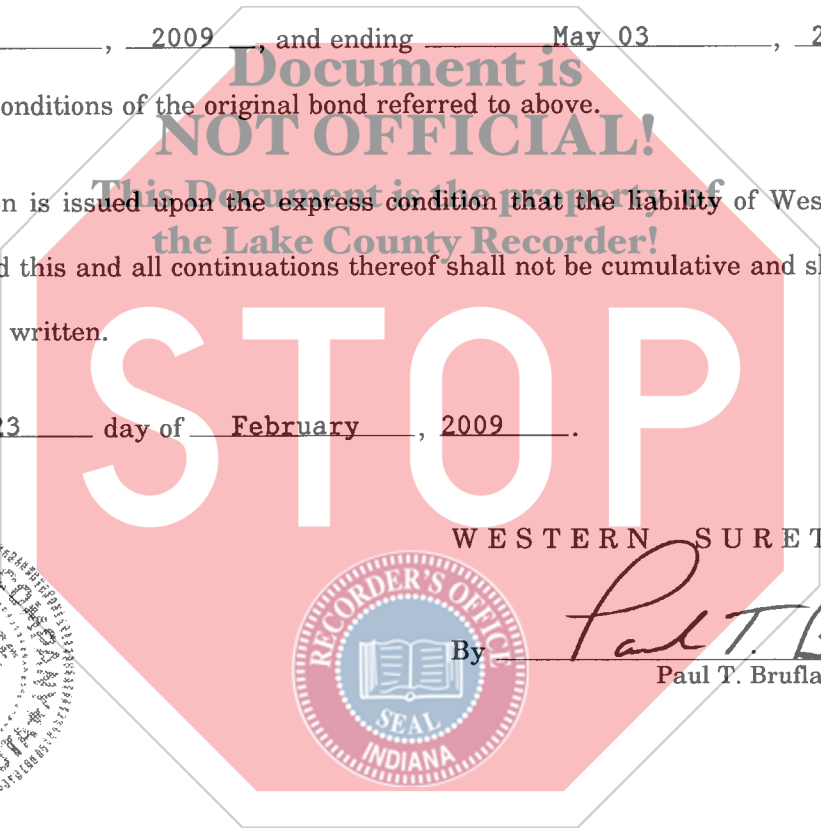 , 2009, and ending May 03, 2
Document is
onditions of the original bond referred to above.
NOT OFFICIAL!
This Document is the property of
n is issued upon the express condition that the liability of Wes
the Lake County Recorder!
d this and all continuations thereof shall not be cumulative and s
written.
STOP
23 day of February, 2009.
WESTERN SURET
By Paul T. B
Paul T. Brufla
RECORDER'S OFFICE
SEAL
INDIANA
COMPANY